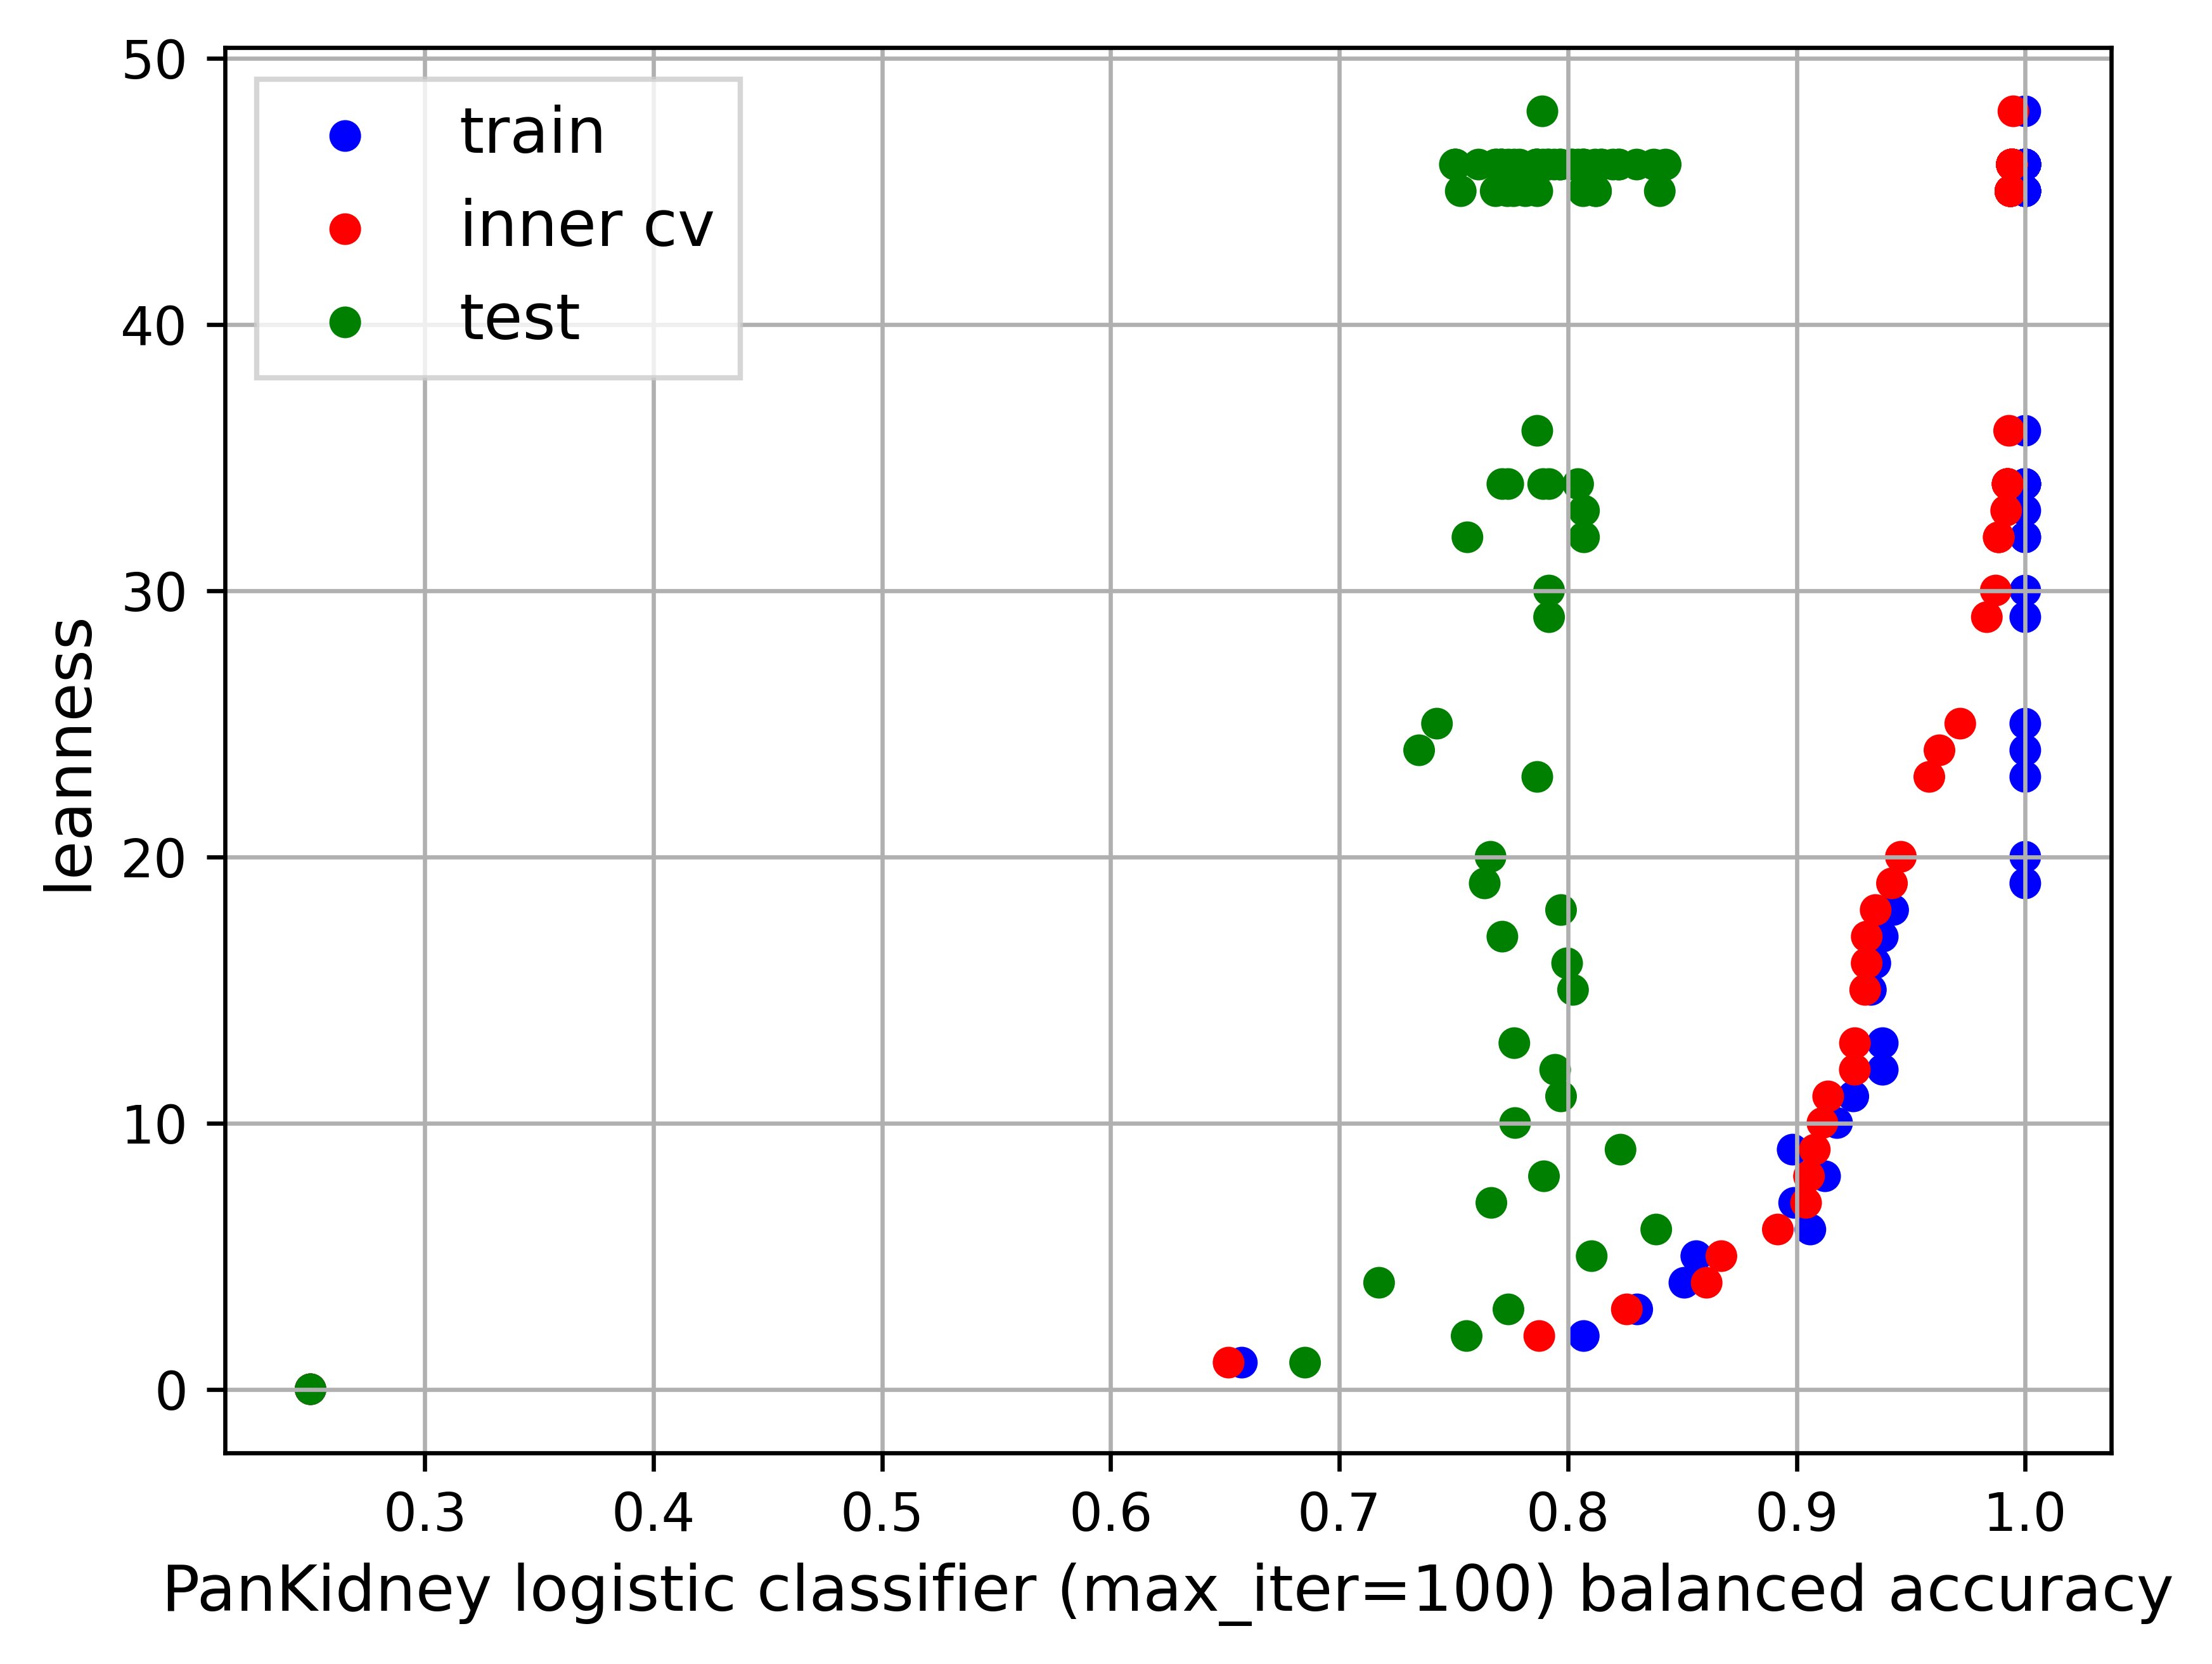 50
40
30
20
10
0
leanness
train
inner cv
test
0.3 0.4 0.5 0.6 0.7 0.8 0.9 1.0
PanKidney logistic classifier (max_iter=100) balanced accuracy